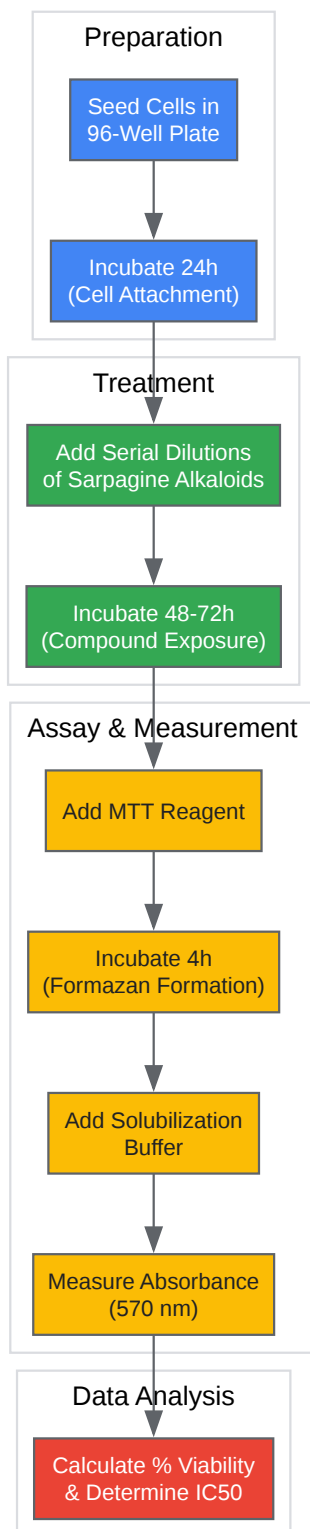 Preparation
Seed Cells in
96-Well Plate
Incubate 24h
(Cell Attachment)
Treatment
Add Serial Dilutions
of Sarpagine Alkaloids
Incubate 48-72h
(Compound Exposure)
Assay & Measurement
Add MTT Reagent
Incubate 4h
(Formazan Formation)
Add Solubilization
Buffer
Measure Absorbance
(570 nm)
Data Analysis
Calculate % Viability
& Determine IC50